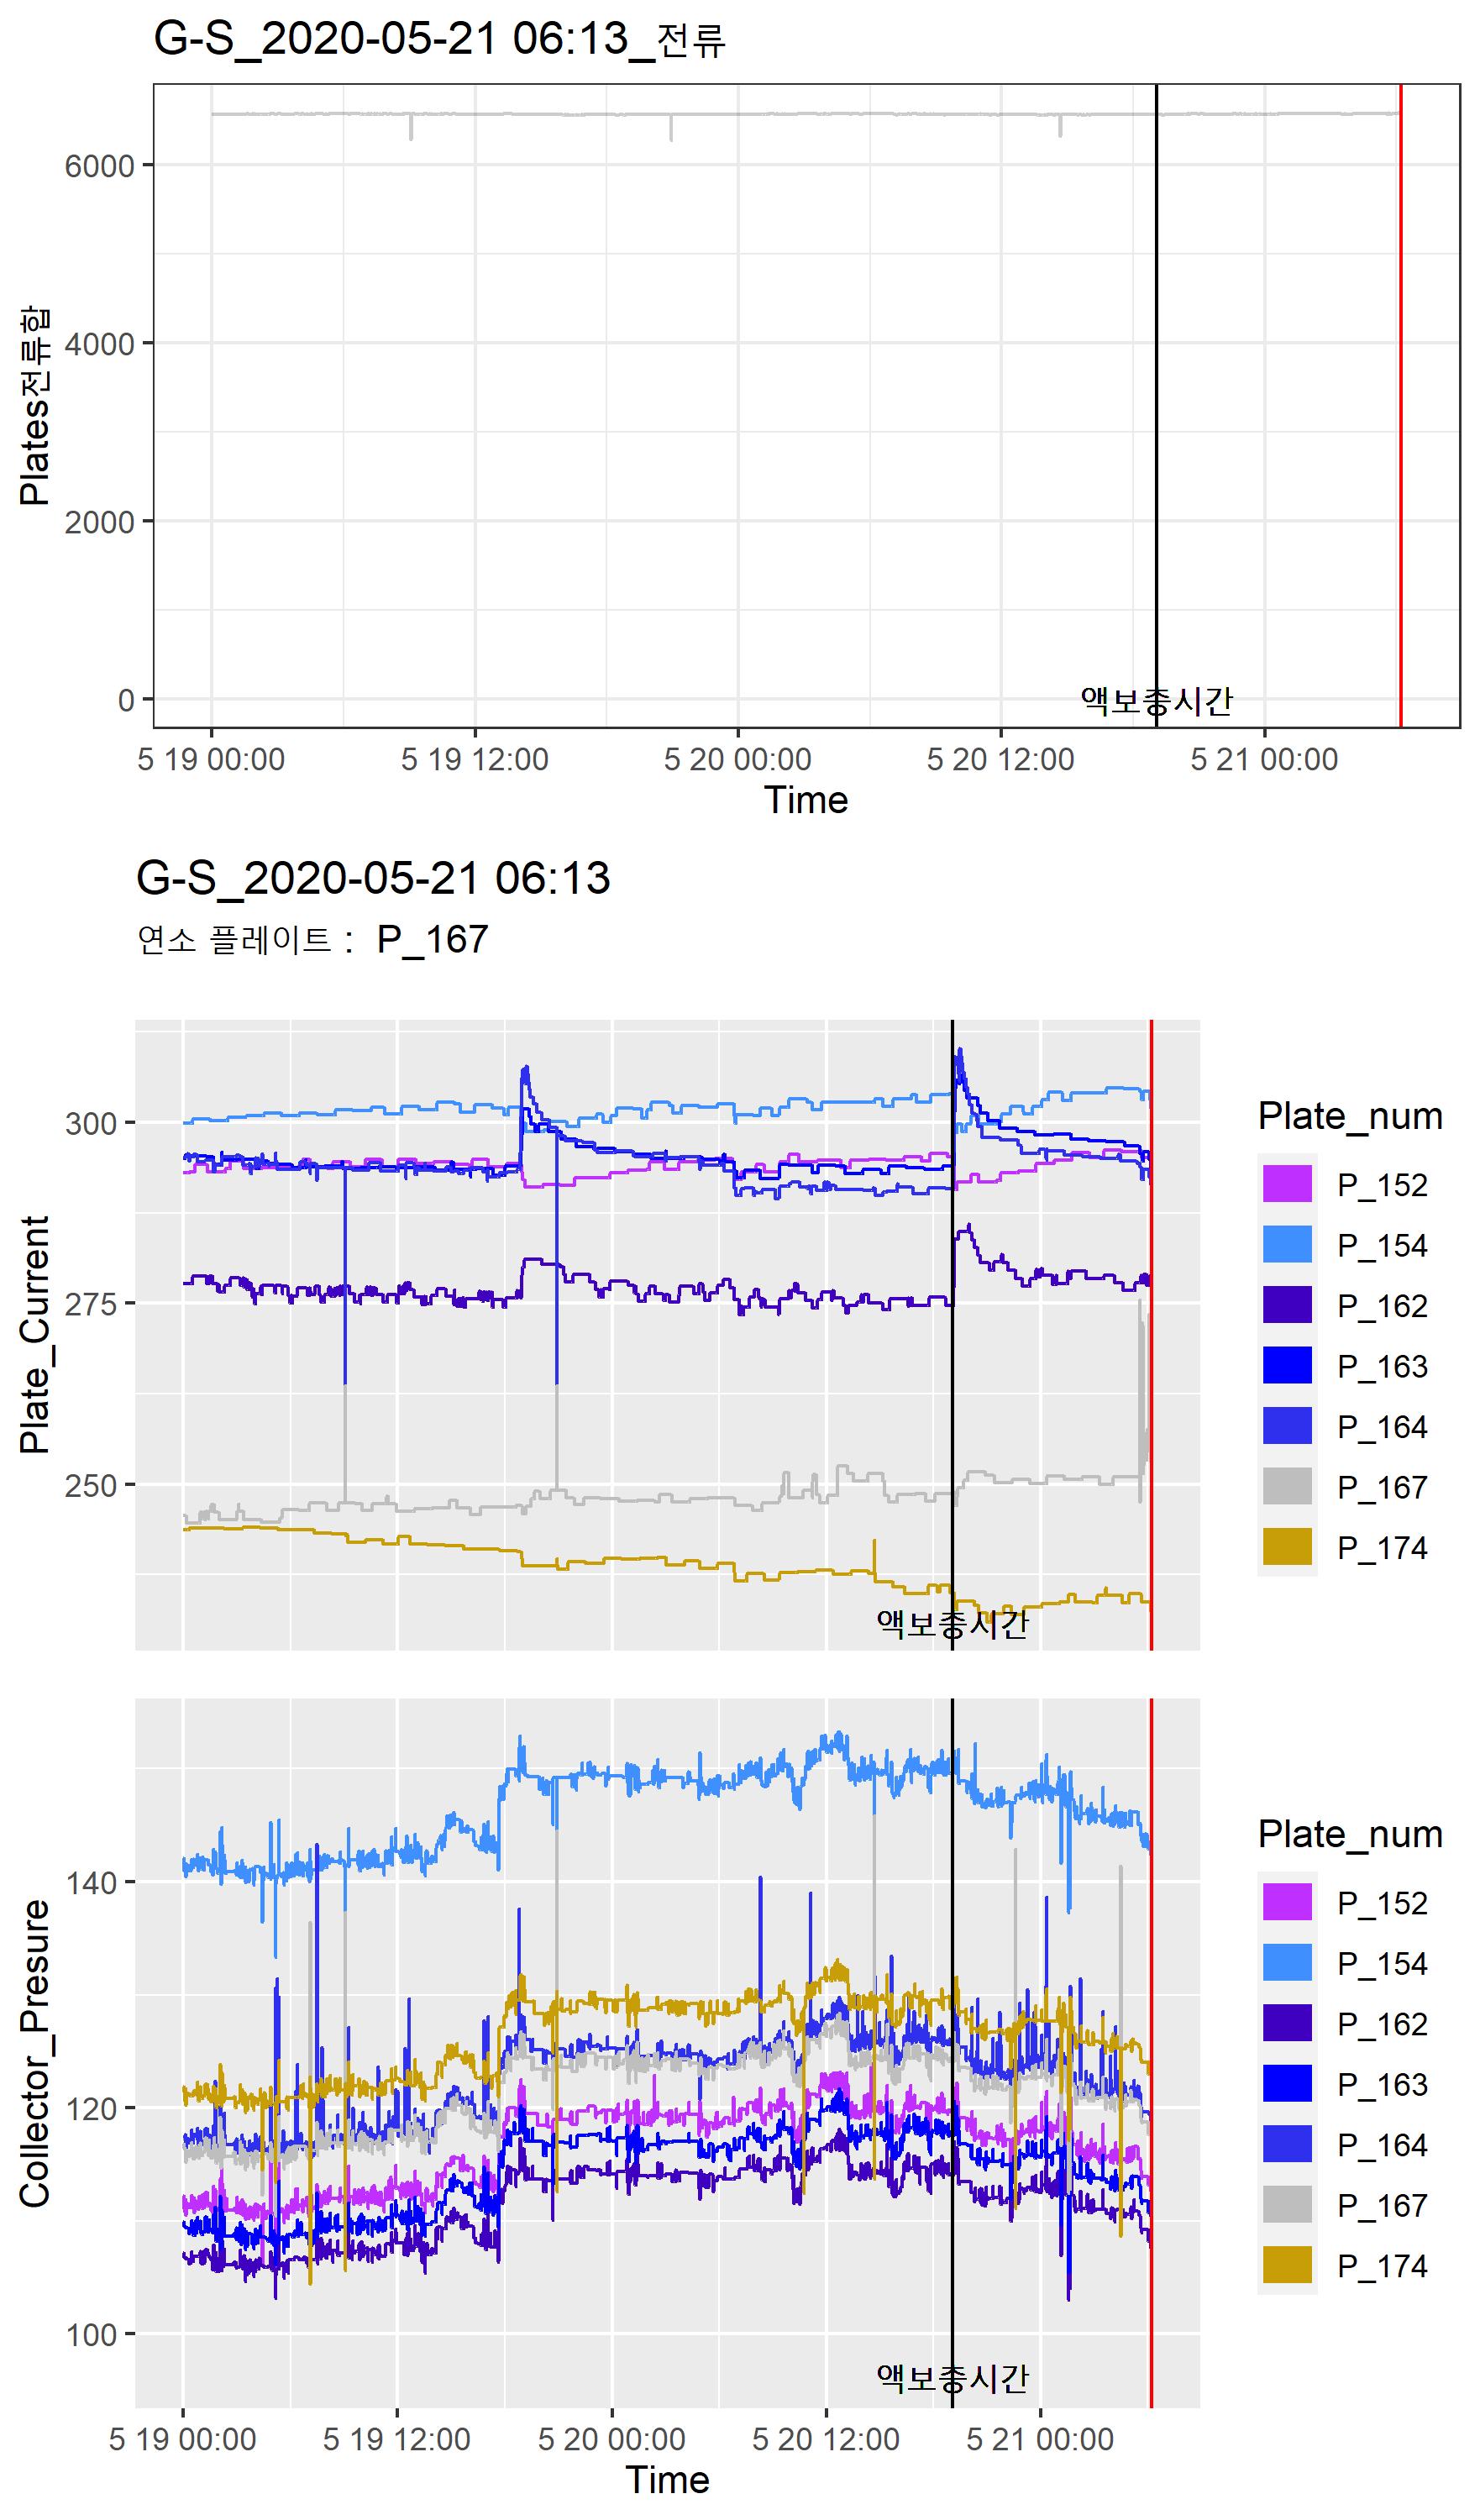 G-S_2020-05-21 06:13_전류
Plates전류합
6000
4000
2000
0
액보충시간
5 19 00:00
5 19 12:00
5 20 00:00
5 20 12:00
5 21 00:00
Time
G-S_2020-05-21 06:13
연소 플레이트 : P_167
Plate_Current
300
275
250
액보충시간
Plate_num
P_152
P_154
P_162
P_163
P_164
P_167
P_174
Collector_Presure
140
120
100
액보충시간
Plate_num
P_152
P_154
P_162
P_163
P_164
P_167
P_174
5 19 00:00
5 19 12:00
5 20 00:00
5 20 12:00
5 21 00:00
Time